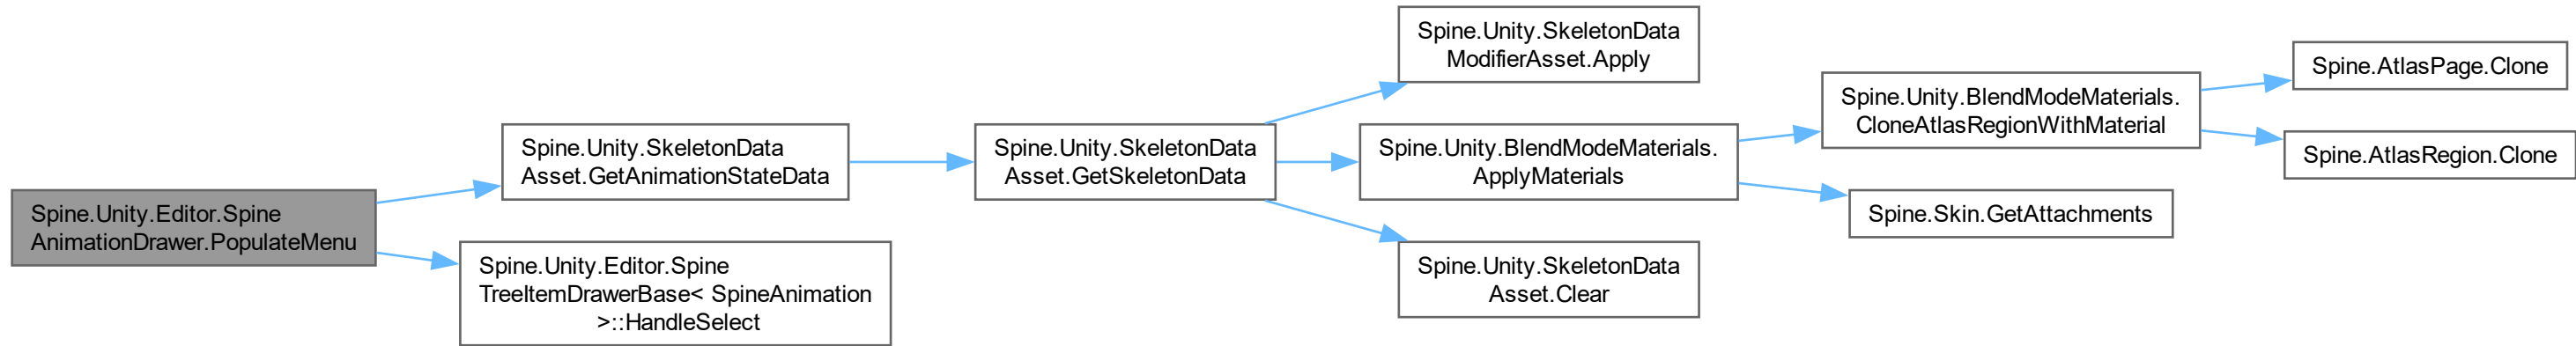 Spine.Unity.Editor.Spine
AnimationDrawer.PopulateMenu
Spine.Unity.SkeletonData
Asset.GetAnimationStateData
Spine.Unity.Editor.Spine
TreeItemDrawerBase< SpineAnimation
>::HandleSelect
Spine.Unity.SkeletonData
Asset.GetSkeletonData
Spine.Unity.SkeletonData
ModifierAsset.Apply
Spine.Unity.BlendModeMaterials.
ApplyMaterials
Spine.Unity.SkeletonData
Asset.Clear
Spine.Unity.BlendModeMaterials.
CloneAtlasRegionWithMaterial
Spine.Skin.GetAttachments
Spine.AtlasPage.Clone
Spine.AtlasRegion.Clone